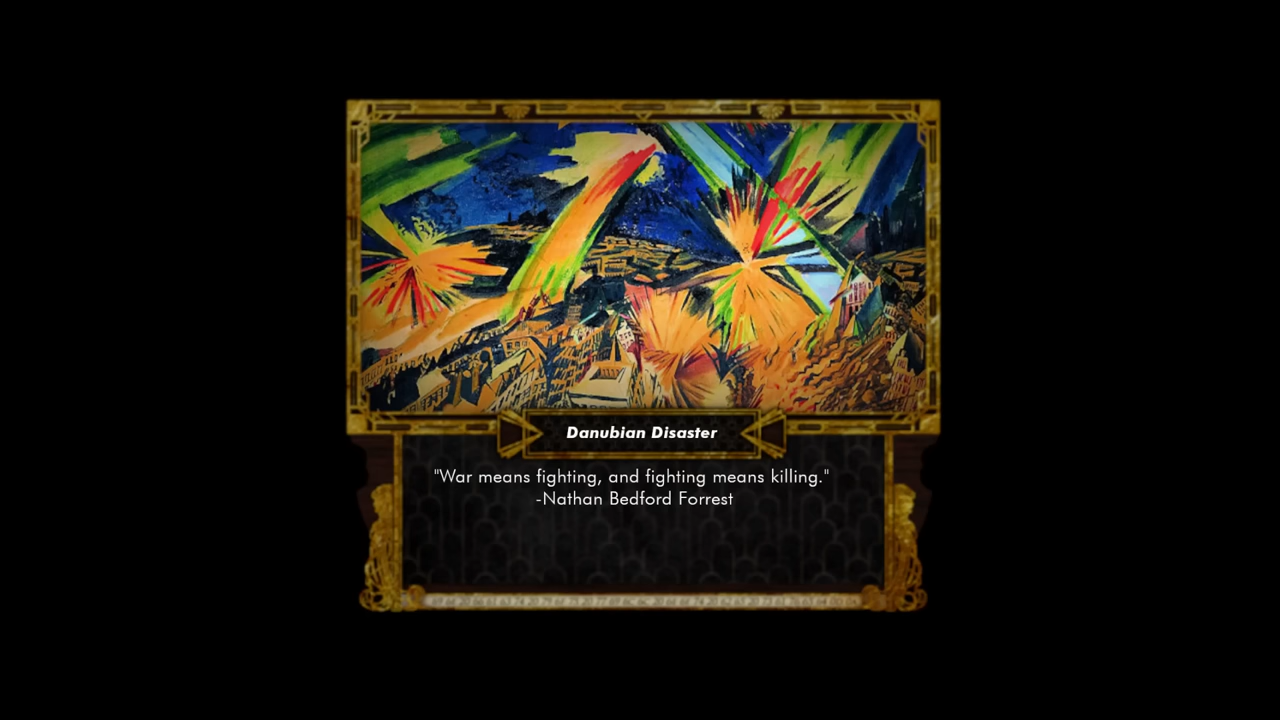 Danubian Disaster
"War means fighting, and fighting means killing."
-Nathan Bedford Forrest